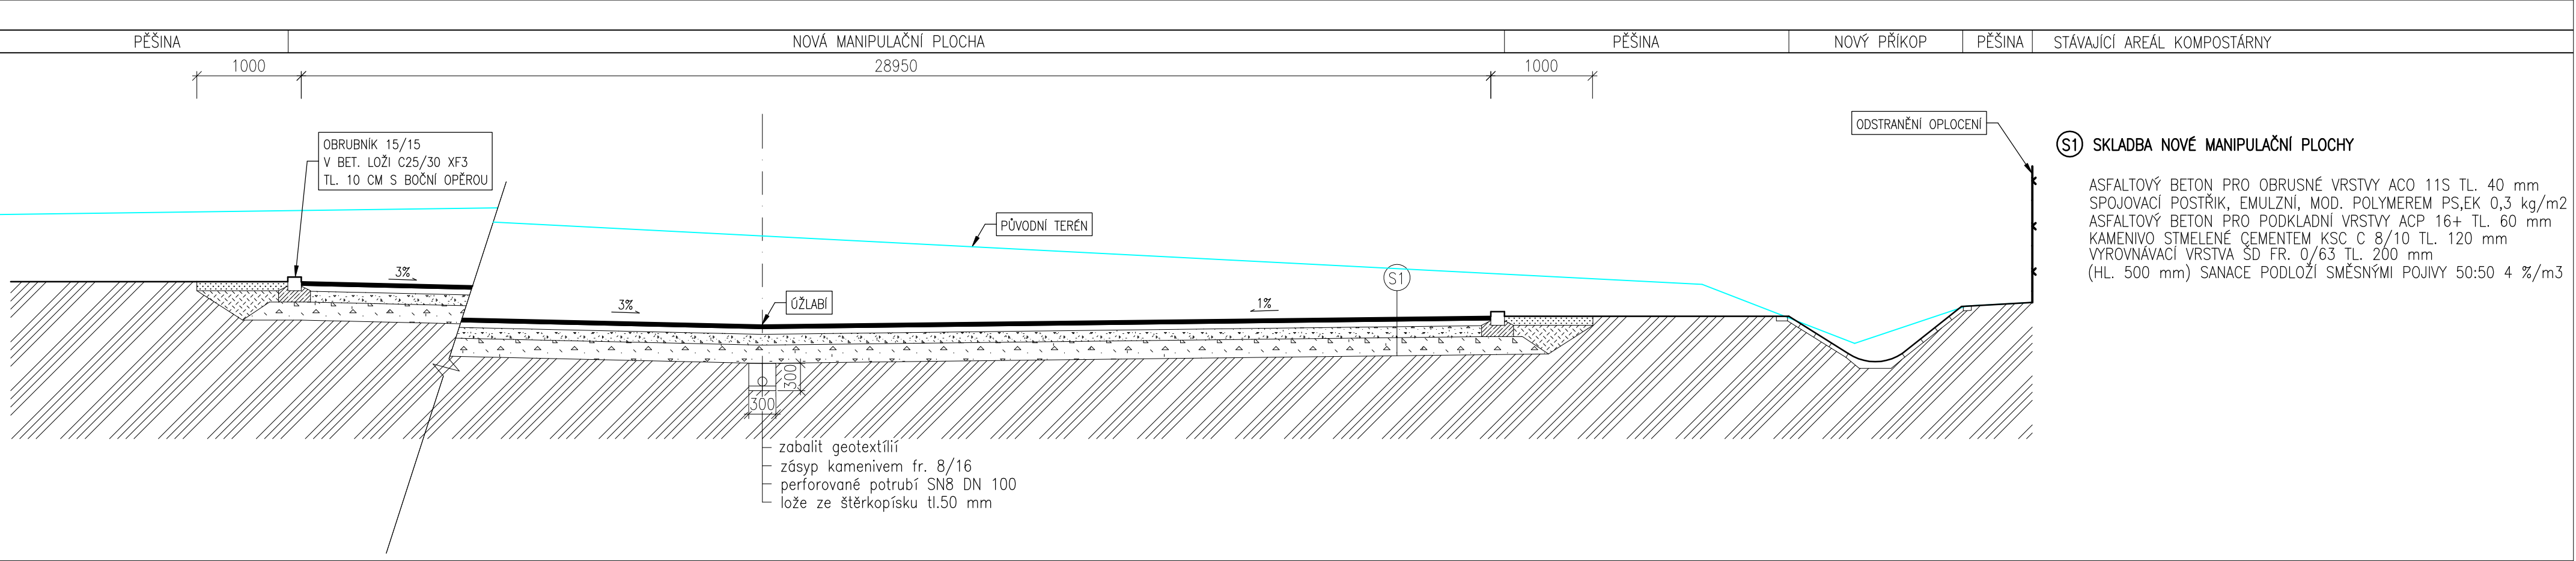 PĚŠINA
NOVÁ MANIPULAČNÍ PLOCHA
PĚŠINA
NOVÝ PŘÍKOP
PĚŠINA
STÁVAJÍCÍ AREÁL KOMPOSTÁRNY
1000
28950
1000
OBRUBNÍK 15/15
V BET. LOŽI C25/30 XF3
TL. 10 CM S BOČNÍ OPĚROU
ODSTRANĚNÍ OPLOCENÍ
PŮVODNÍ TERÉN
3%
3%
ÚŽLABÍ
1%
S1
300
300
zabalit geotextílií
zásyp kamenivem fr. 8/16
perforované potrubí SN8 DN 100
lože ze štěrkopísku tl.50 mm
S1 SKLADBA NOVÉ MANIPULAČNÍ PLOCHY
ASFALTOVÝ BETON PRO OBRUSNÉ VRSTVY ACO 11S TL. 40 mm
SPOJOVACÍ POSTŘIK, EMULZNÍ, MOD. POLYMEREM PS,EK 0,3 kg/m2
ASFALTOVÝ BETON PRO PODKLADNÍ VRSTVY ACP 16+ TL. 60 mm
KAMENIVO STMELENÉ CEMENTEM KSC C 8/10 TL. 120 mm
VYROVNÁVACÍ VRSTVA ŠD FR. 0/63 TL. 200 mm
(HL. 500 mm) SANACE PODLOŽÍ SMĚSNÝMI POJIVY 50:50 4 %/m3